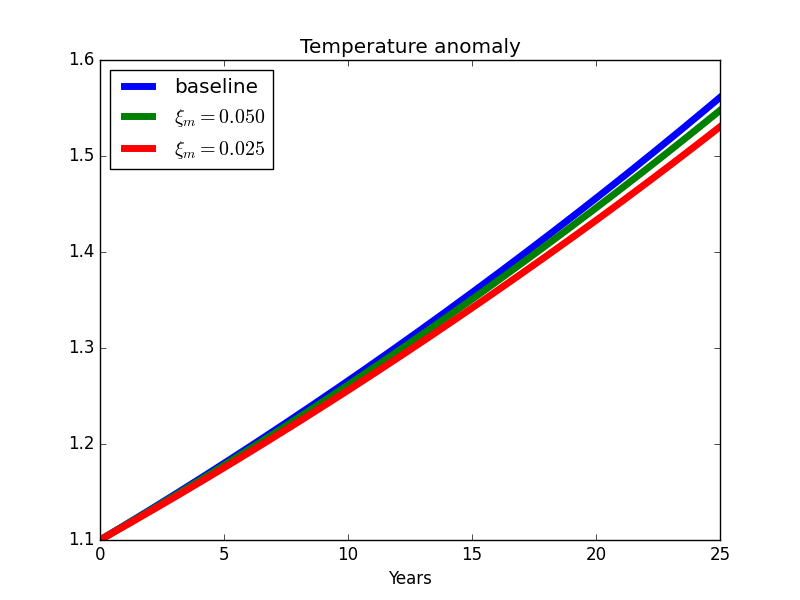 Temperature anomaly
1.6
1.5
1.4
1.3
1.2
1.1
baseline
ξₘ = 0.050
ξₘ = 0.025
0 5 10 15 20 25
Years